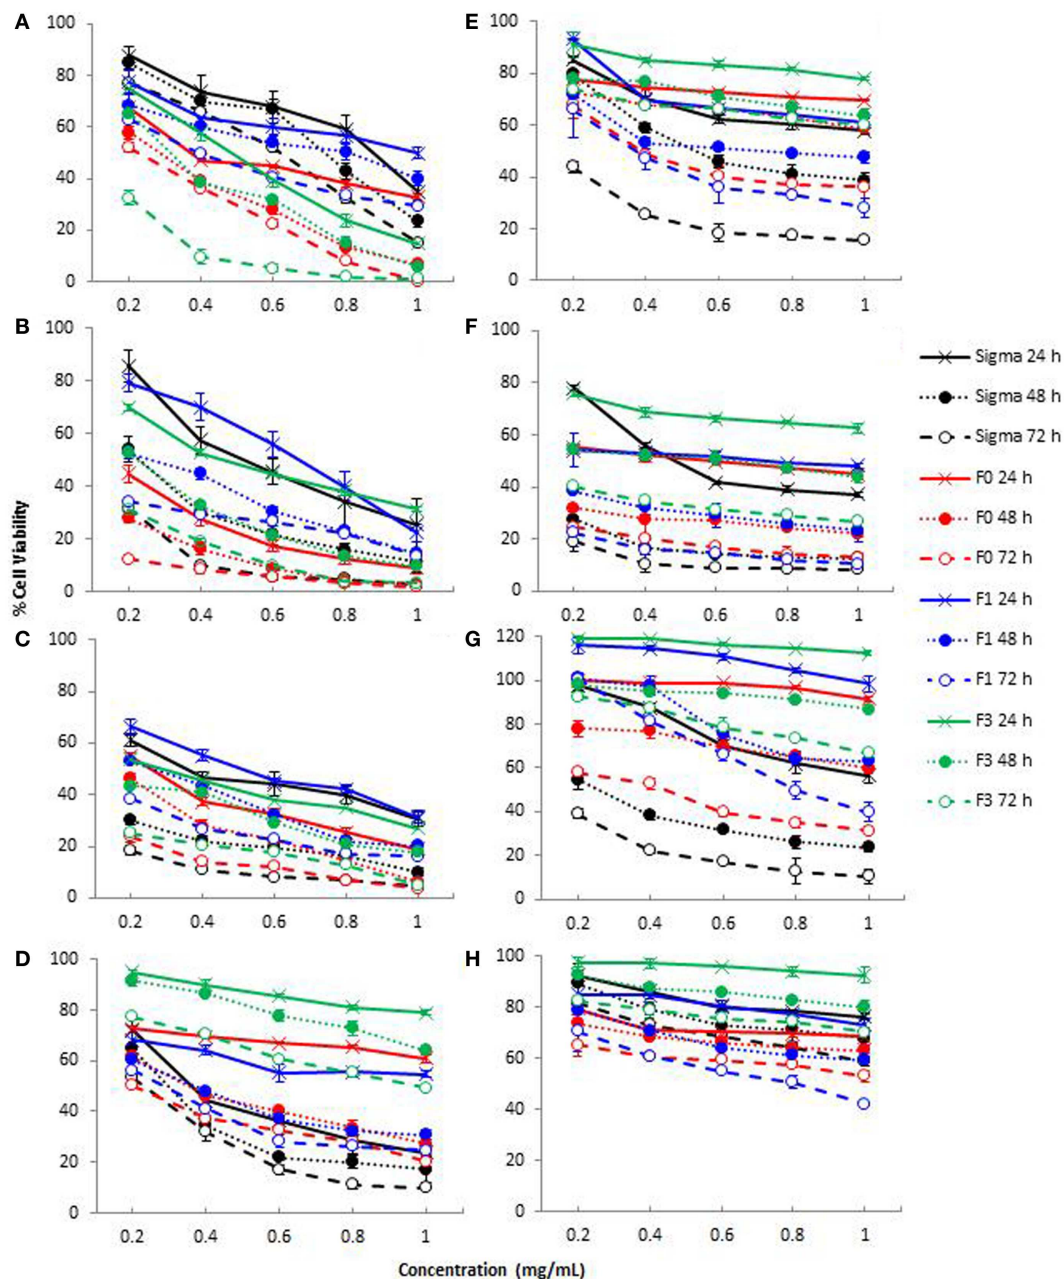 A
100
80
60
40
20
0
0.2 0.4 0.6 0.8 1
E
100
80
60
40
20
0
0.2 0.4 0.6 0.8 1
B
100
80
60
40
20
0
0.2 0.4 0.6 0.8 1
F
100
80
60
40
20
0
0.2 0.4 0.6 0.8 1
% Cell Viability
C
100
80
60
40
20
0
0.2 0.4 0.6 0.8 1
G
120
100
80
60
40
20
0
0.2 0.4 0.6 0.8 1
D
100
80
60
40
20
0
0.2 0.4 0.6 0.8 1
H
100
80
60
40
20
0
0.2 0.4 0.6 0.8 1
Concentration (mg/mL)
Sigma 24 h
Sigma 48 h
Sigma 72 h
F0 24 h
F0 48 h
F0 72 h
F1 24 h
F1 48 h
F1 72 h
F3 24 h
F3 48 h
F3 72 h